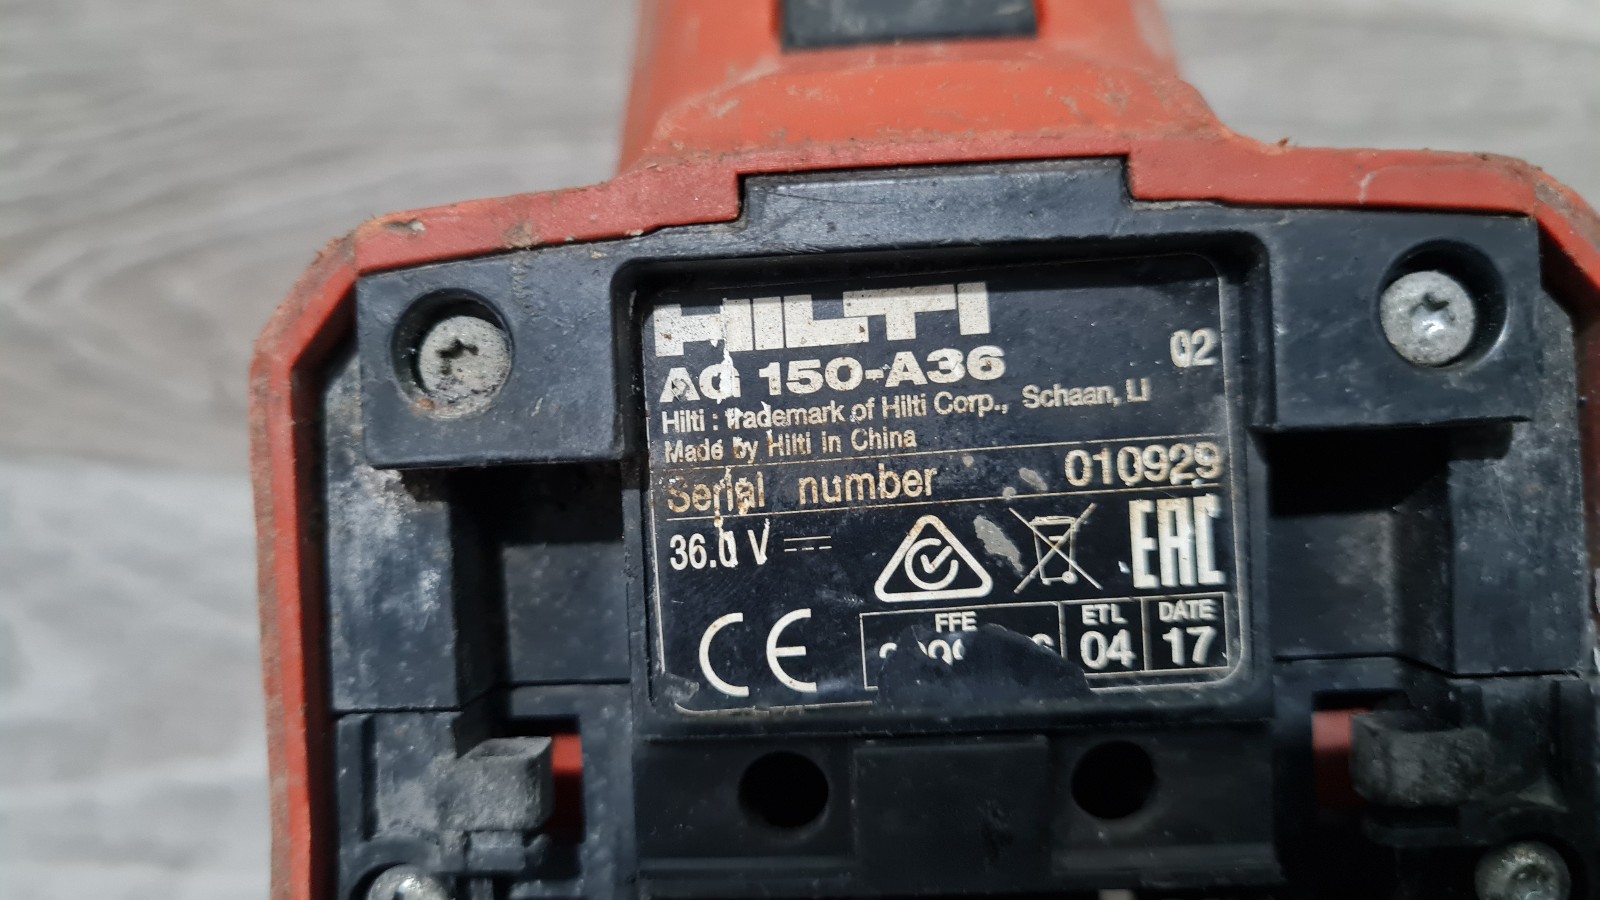 HILTI
AG 150-A36 02
Hilti : trademark of Hilti Corp., Schaan, LI
Made by Hilti in China
Serial number 010929
36.0 V
EAC
CE
FFE ETL DATE
04 17